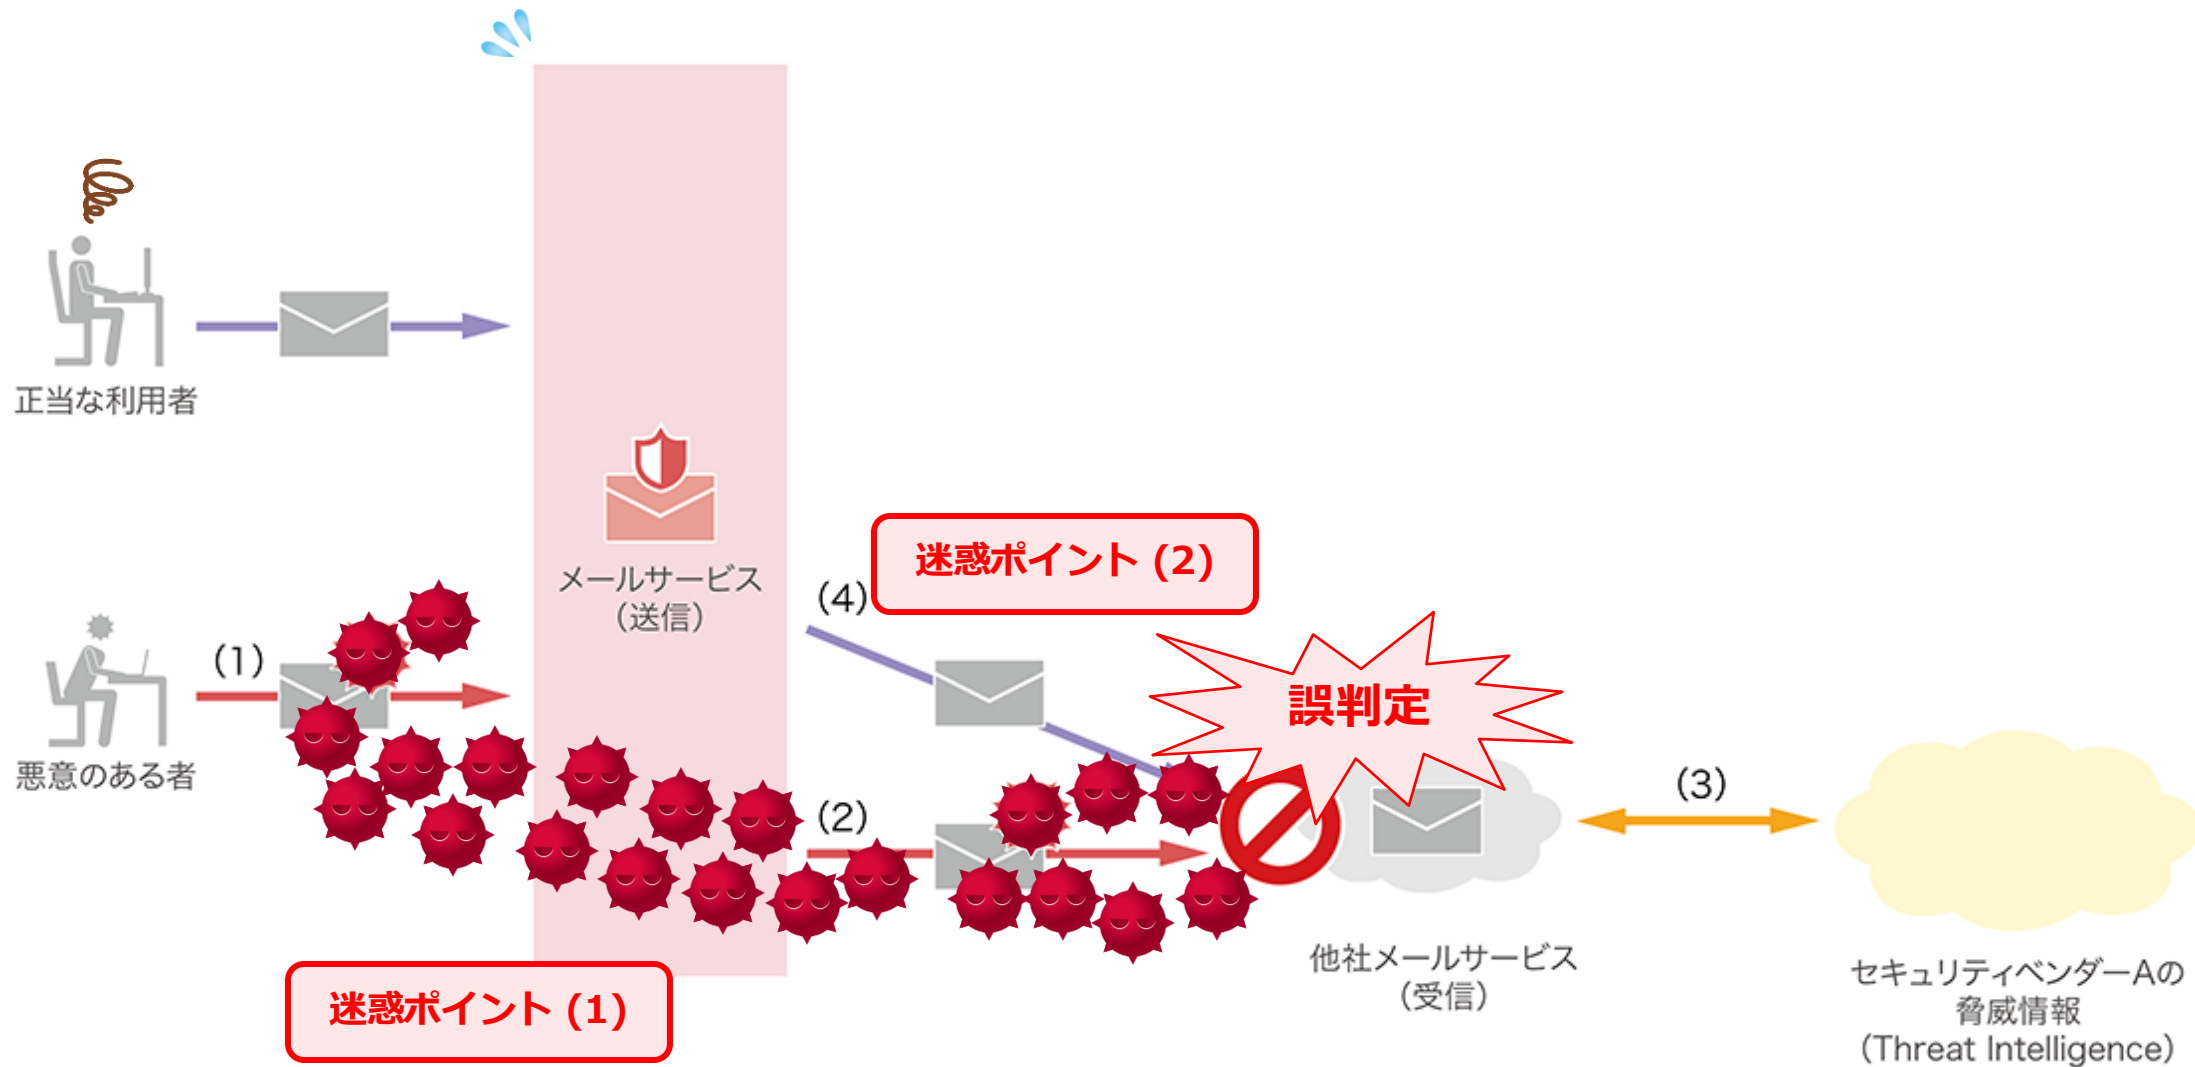 正当な利用者
メールサービス
（送信）
迷惑ポイント (2)
(4)
(1)
誤判定
悪意のある者
(2)
(3)
他社メールサービス
（受信）
セキュリティベンダーAの
脅威情報
（Threat Intelligence）
迷惑ポイント (1)